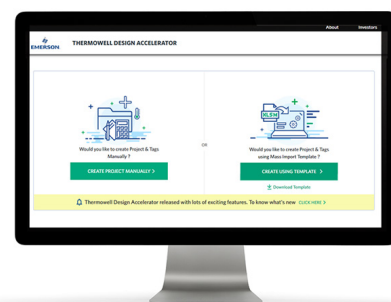 About Investors
EMERSON THERMOWELL DESIGN ACCELERATOR
XLSM
Would you like to create Project & Tags
Manually ?
CREATE PROJECT MANUALLY >
OR
Would you like to create Project & Tags
using Mass Import Template ?
CREATE USING TEMPLATE >
Download Template
Thermowell Design Accelerator released with lots of exciting features. To know what's new CLICK HERE >